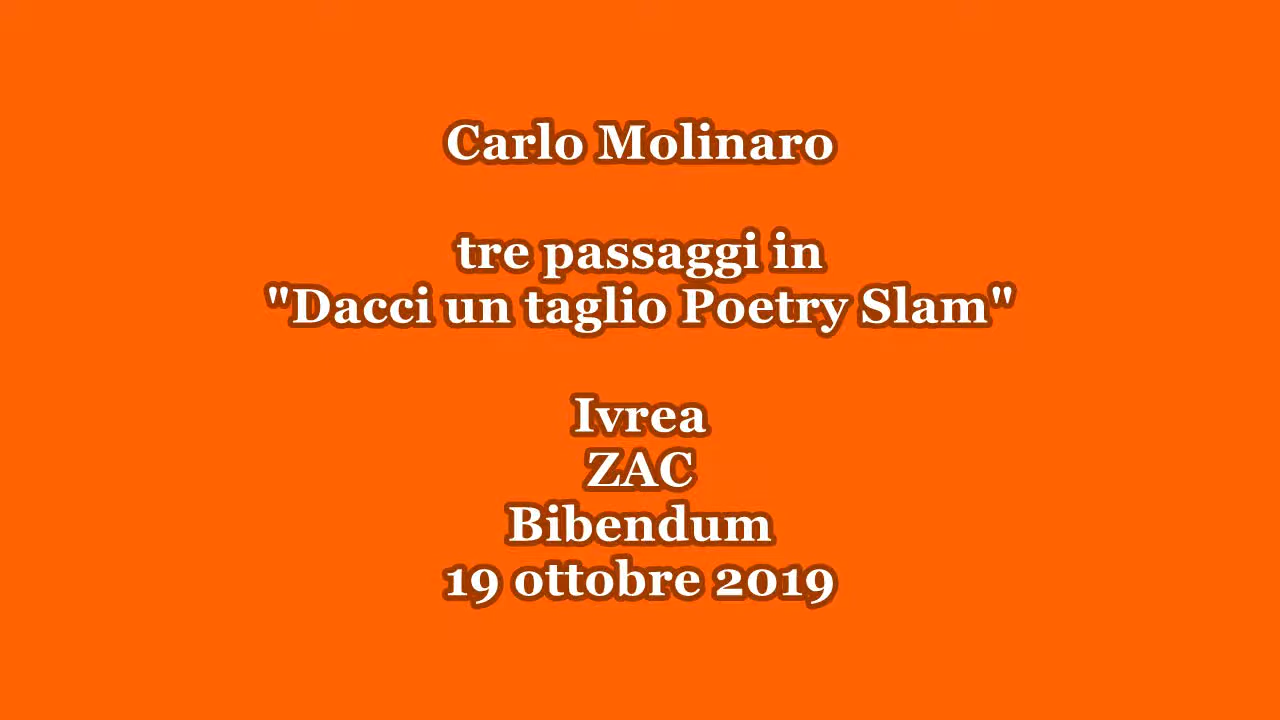 Carlo Molinaro
tre passaggi in
"Dacci un taglio Poetry Slam"
Ivrea
ZAC
Bibendum
19 ottobre 2019